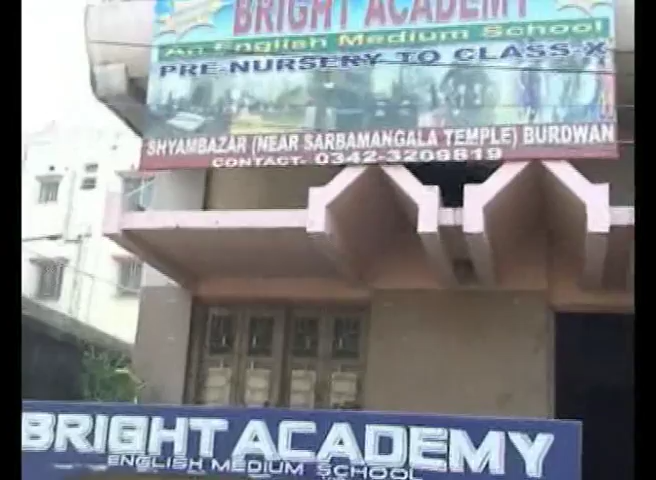 BRIGHT ACADEMY
An English Medium School
PRE-NURSERY TO CLASS-X
SHYAMBAZAR (NEAR SARBAMANGALA TEMPLE) BURDWAN
CONTACT:- 0342-3209819
BRIGHT ACADEMY
ENGLISH MEDIUM SCHOOL